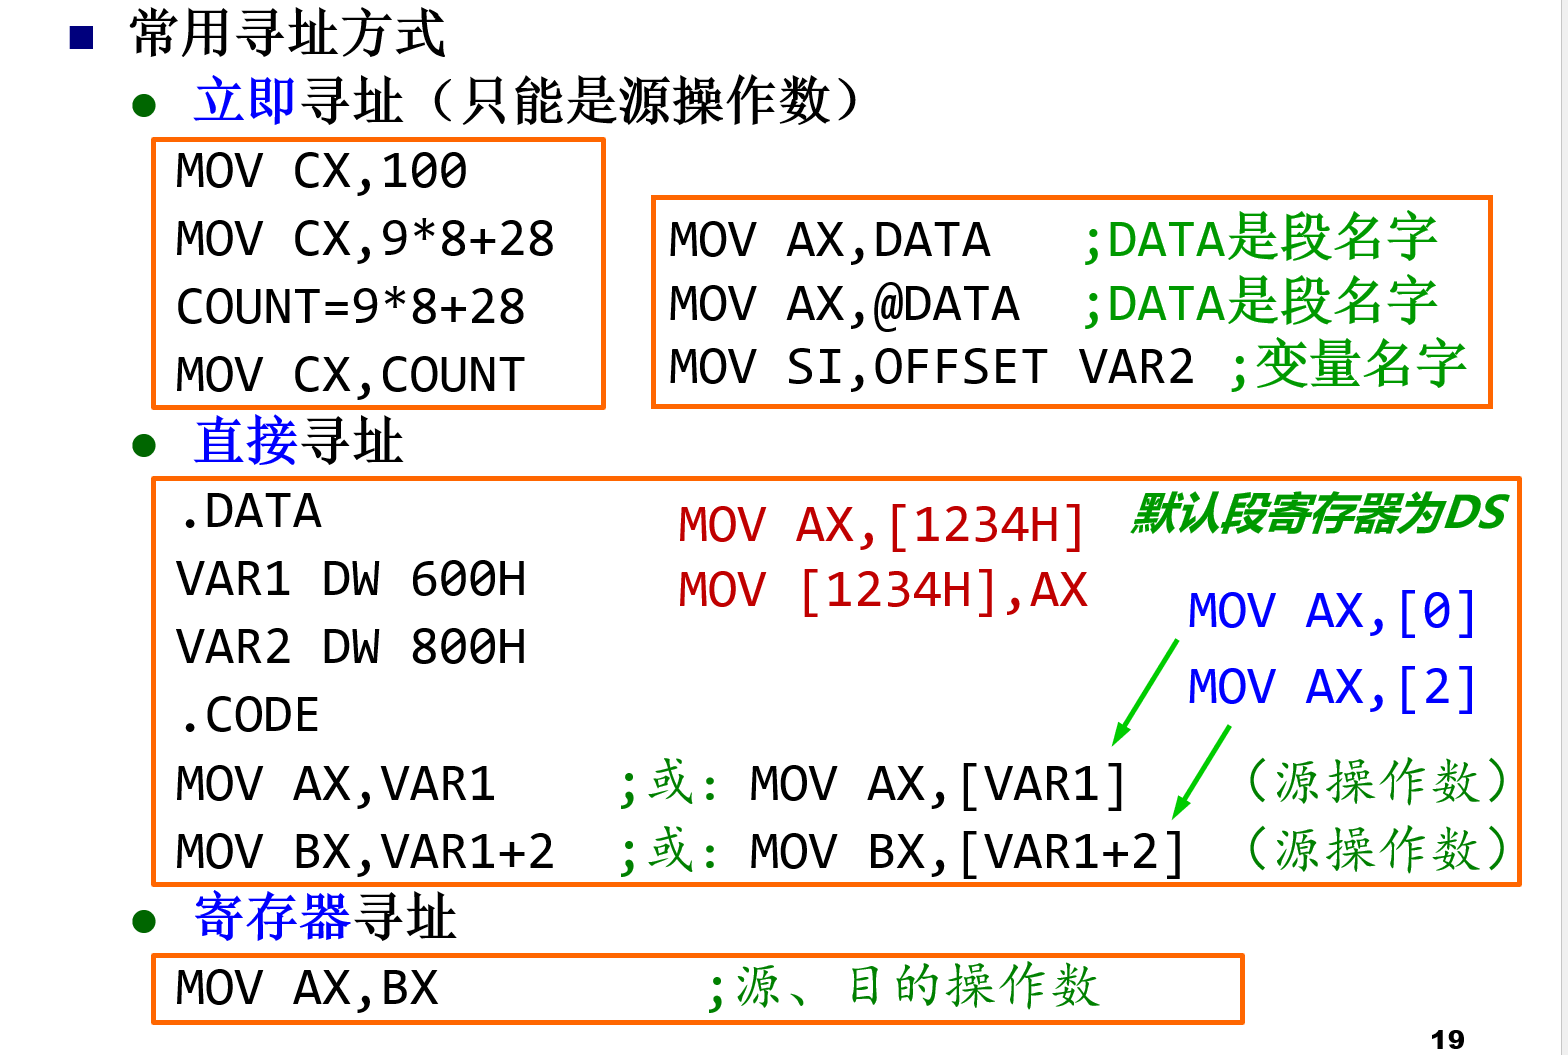 常用寻址方式
立即寻址（只能是源操作数）
MOV CX,100
MOV CX,9*8+28
COUNT=9*8+28
MOV CX,COUNT
MOV AX,DATA ;DATA是段名字
MOV AX,@DATA ;DATA是段名字
MOV SI,OFFSET VAR2 ;变量名字
直接寻址
.DATA
VAR1 DW 600H
VAR2 DW 800H
.CODE
MOV AX,VAR1 ;或：MOV AX,[VAR1] （源操作数）
MOV BX,VAR1+2 ;或：MOV BX,[VAR1+2] （源操作数）
MOV AX,[1234H]
MOV [1234H],AX
默认段寄存器为DS
MOV AX,[0]
MOV AX,[2]
寄存器寻址
MOV AX,BX ;源、目的操作数
19